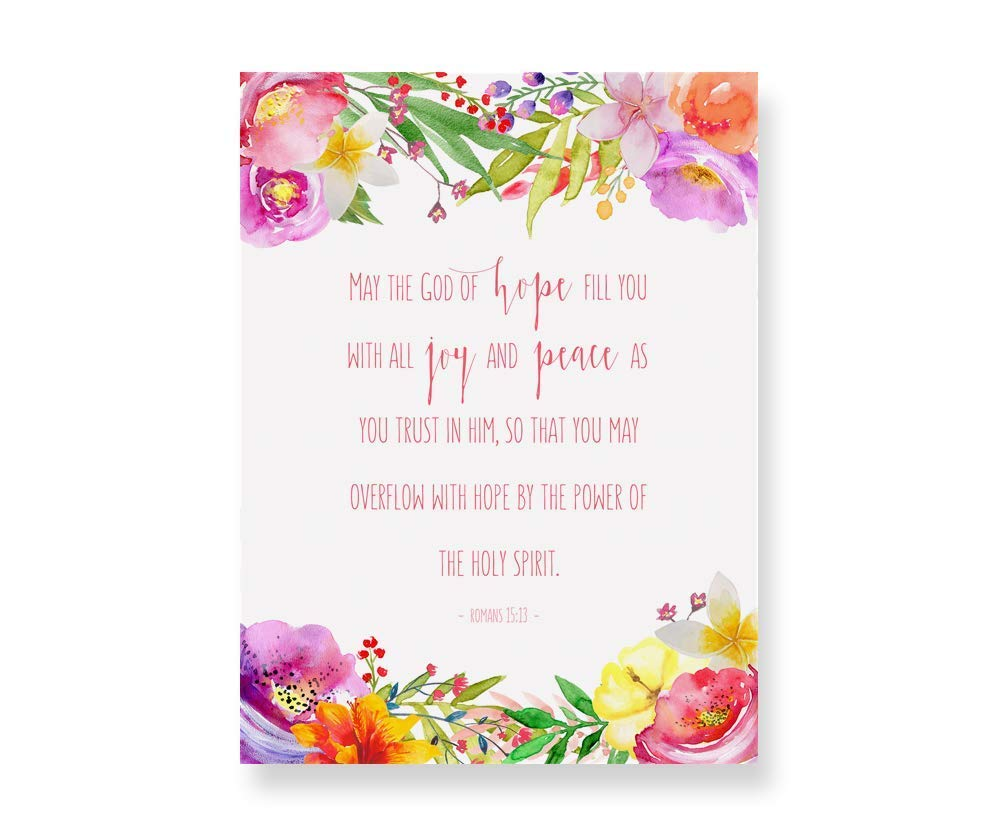 MAY THE GOD OF hope FILL YOU
WITH ALL joy AND peace AS
YOU TRUST IN HIM, SO THAT YOU MAY
OVERFLOW WITH HOPE BY THE POWER OF
THE HOLY SPIRIT.
- ROMANS 15:13 -